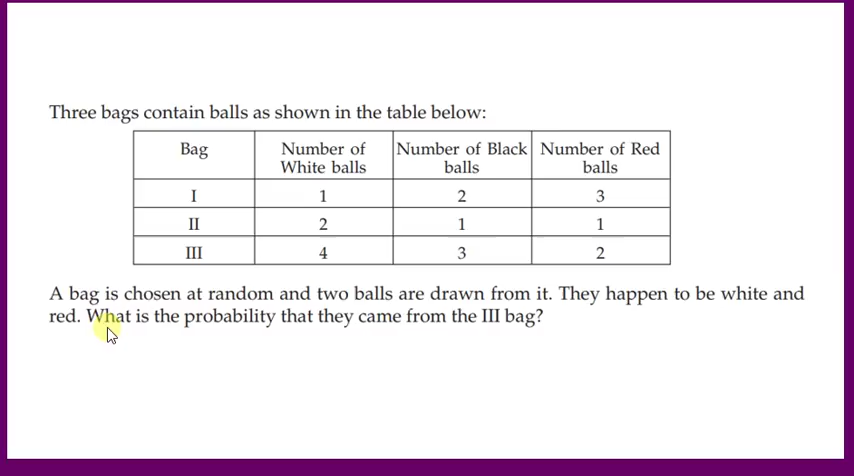 Three bags contain balls as shown in the table below:
Bag Number of White balls Number of Black balls Number of Red balls
I 1 2 3
II 2 1 1
III 4 3 2
A bag is chosen at random and two balls are drawn from it. They happen to be white and
red. What is the probability that they came from the III bag?